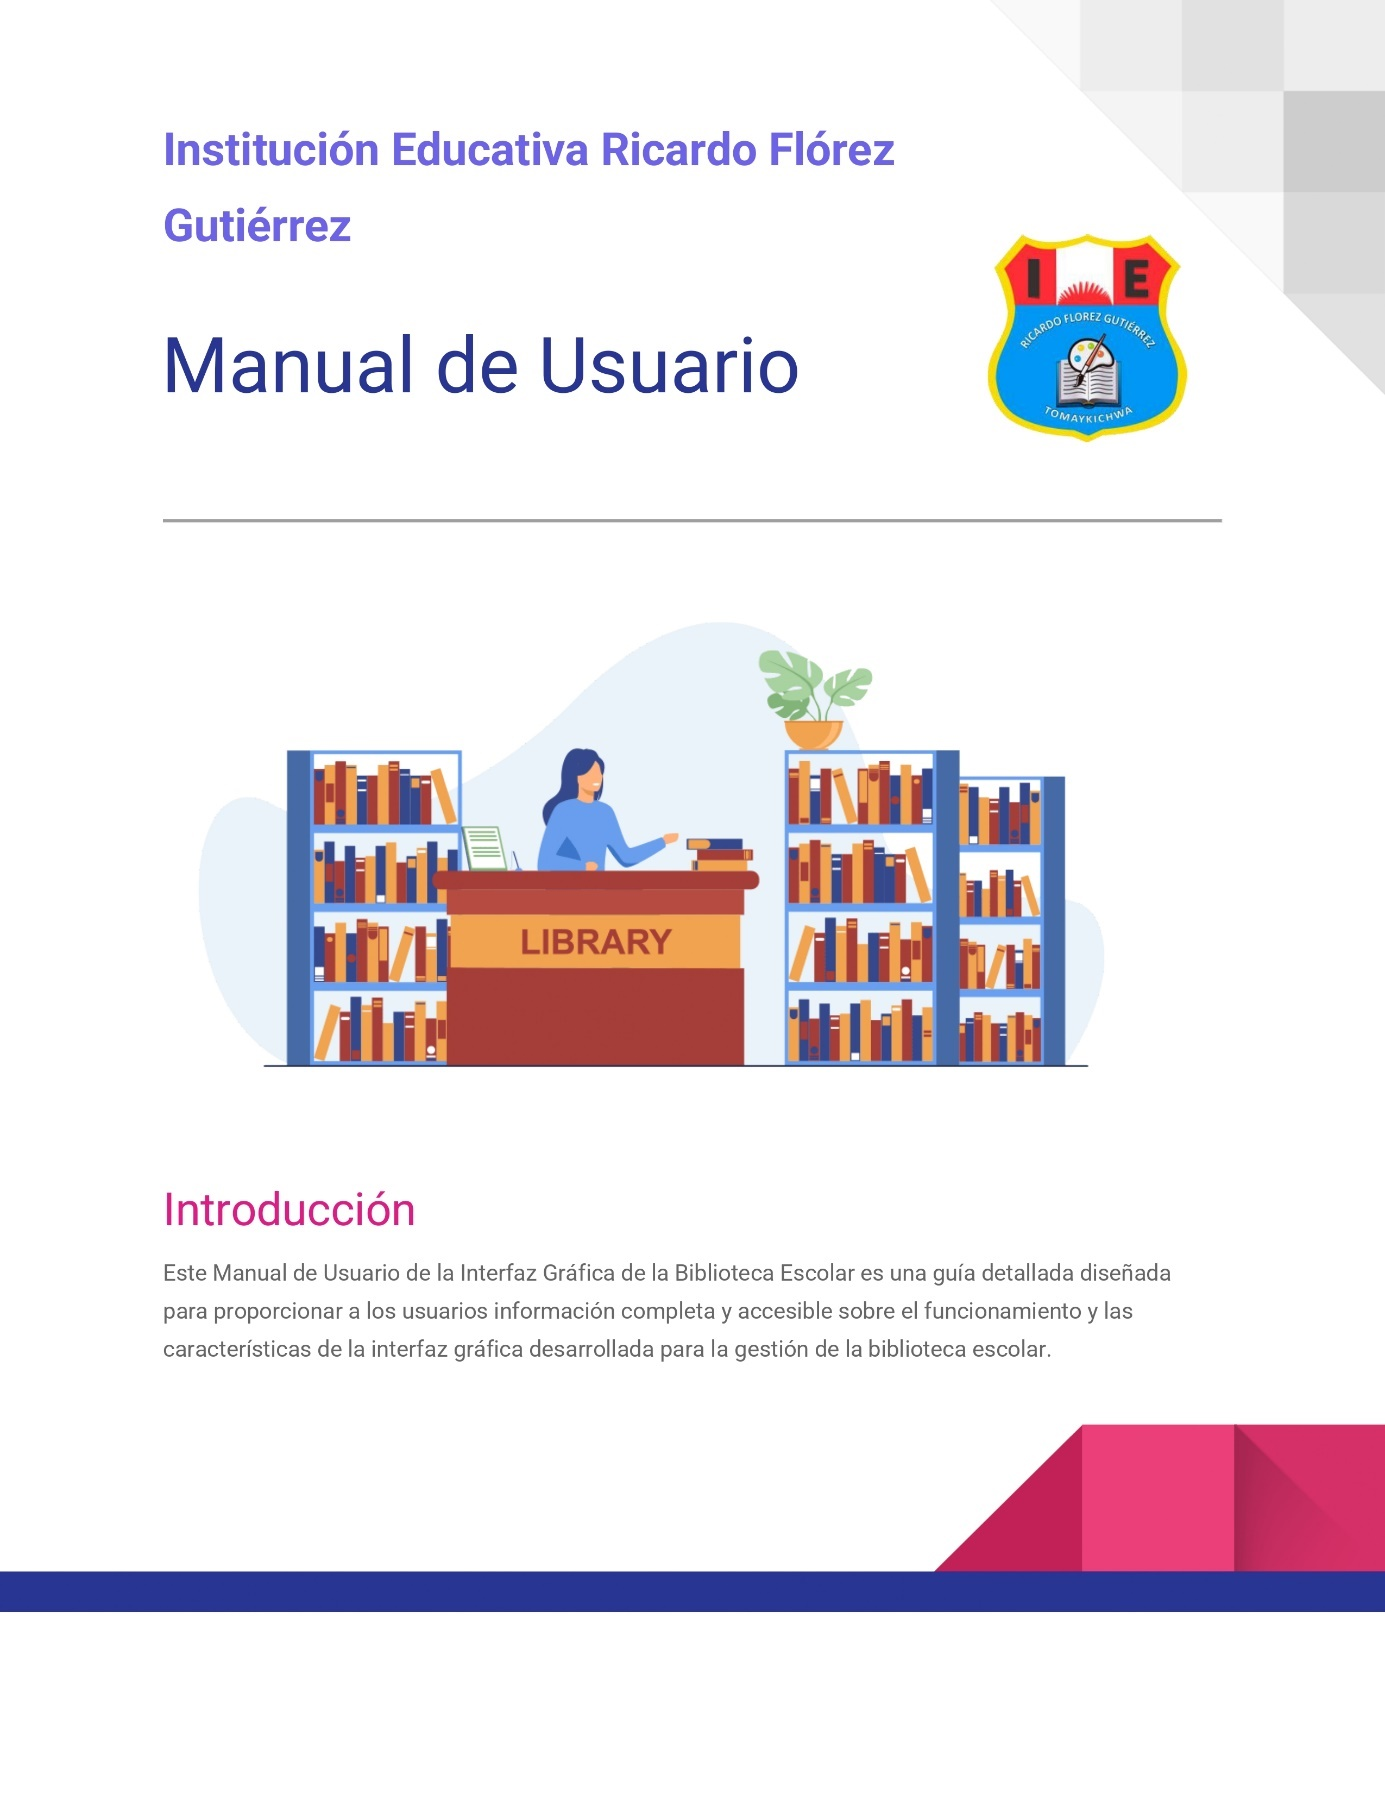 Institución Educativa Ricardo Flórez
Gutiérrez
Manual de Usuario
I E
RICARDO FLOREZ GUTIÉRREZ
TOMAYKICHWA
LIBRARY
Introducción
Este Manual de Usuario de la Interfaz Gráfica de la Biblioteca Escolar es una guía detallada diseñada
para proporcionar a los usuarios información completa y accesible sobre el funcionamiento y las
características de la interfaz gráfica desarrollada para la gestión de la biblioteca escolar.